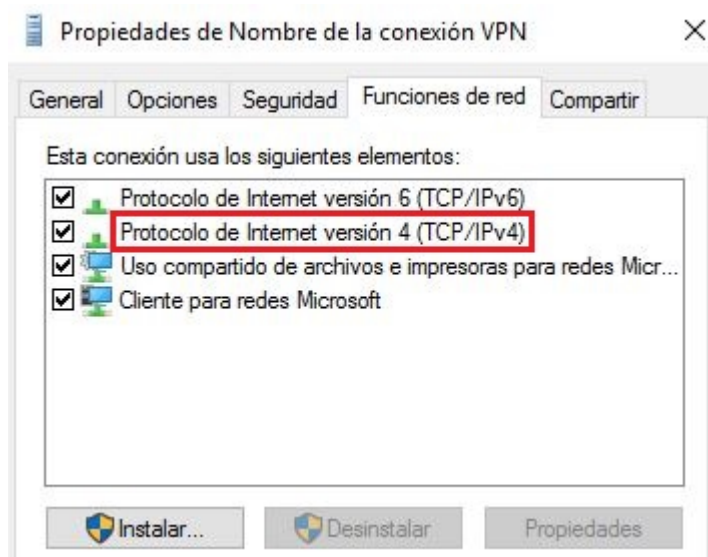 Propiedades de Nombre de la conexión VPN
General Opciones Seguridad Funciones de red Compartir
Esta conexión usa los siguientes elementos:
Protocolo de Internet versión 6 (TCP/IPv6)
Protocolo de Internet versión 4 (TCP/IPv4)
Uso compartido de archivos e impresoras para redes Micr...
Cliente para redes Microsoft
Instalar... Desinstalar Propiedades